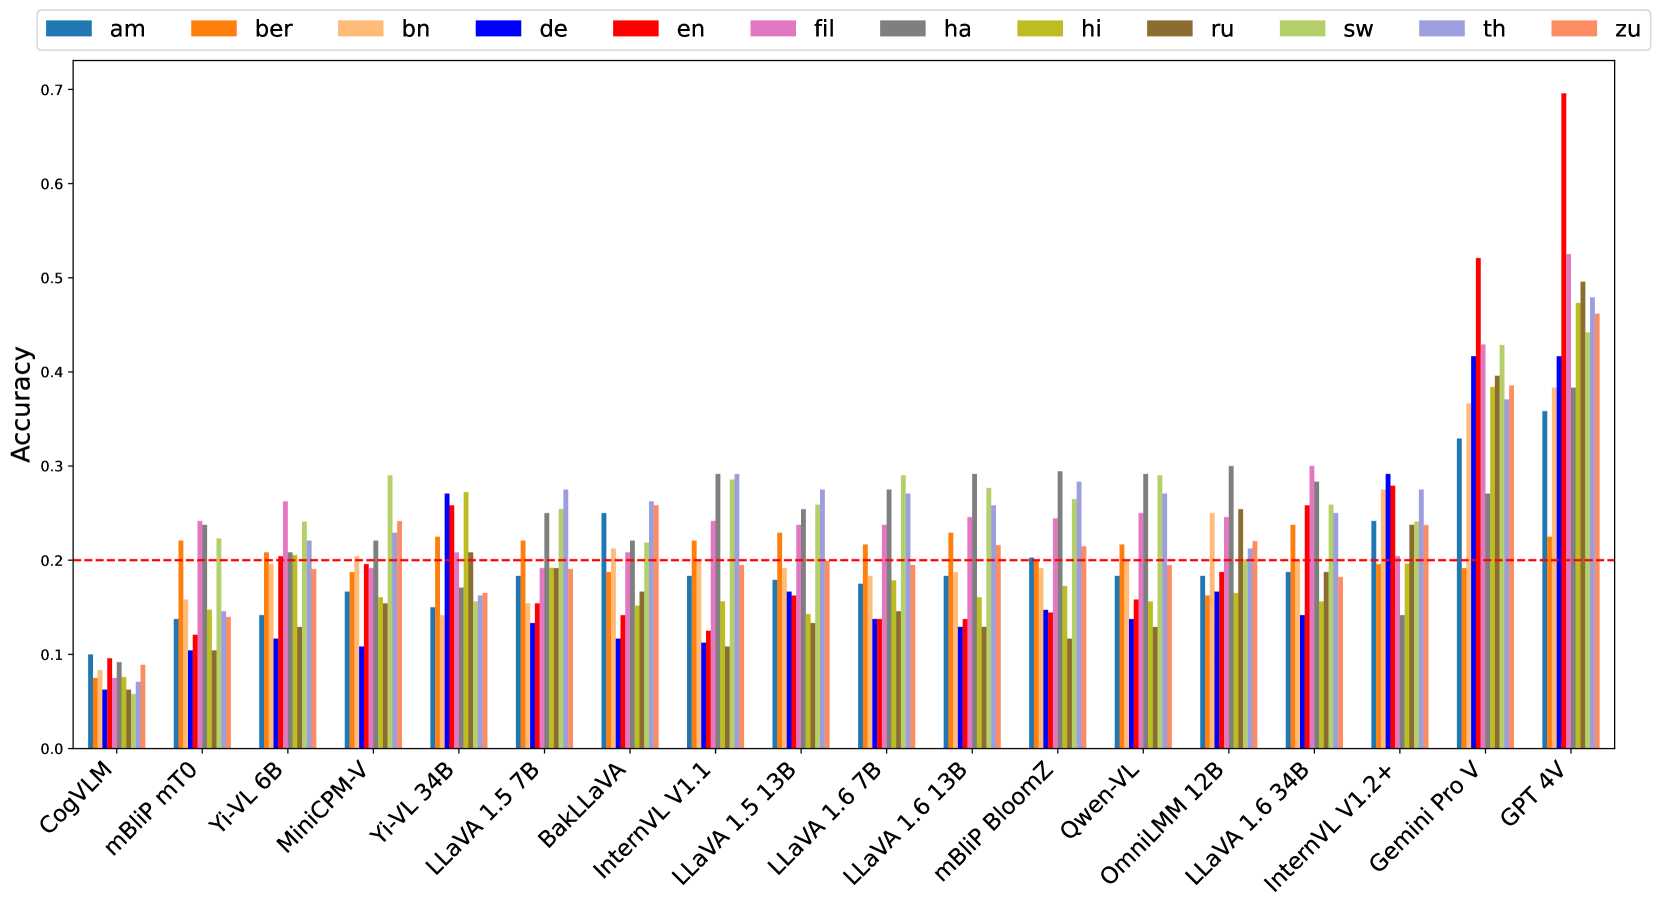 am ber bn de en fil ha hi ru sw th zu
0.7
0.6
0.5
0.4
0.3
0.2
0.1
0.0
Accuracy
CogVLM
mBliP mT0
Yi-VL 6B
MiniCPM-V
Yi-VL 34B
LLaVA 1.5 7B
BakLLaVA
InternVL V1.1
LLaVA 1.5 13B
LLaVA 1.6 7B
LLaVA 1.6 13B
mBliP BloomZ
Qwen-VL
OmniLMM 12B
LLaVA 1.6 34B
InternVL V1.2+
Gemini Pro V
GPT 4V